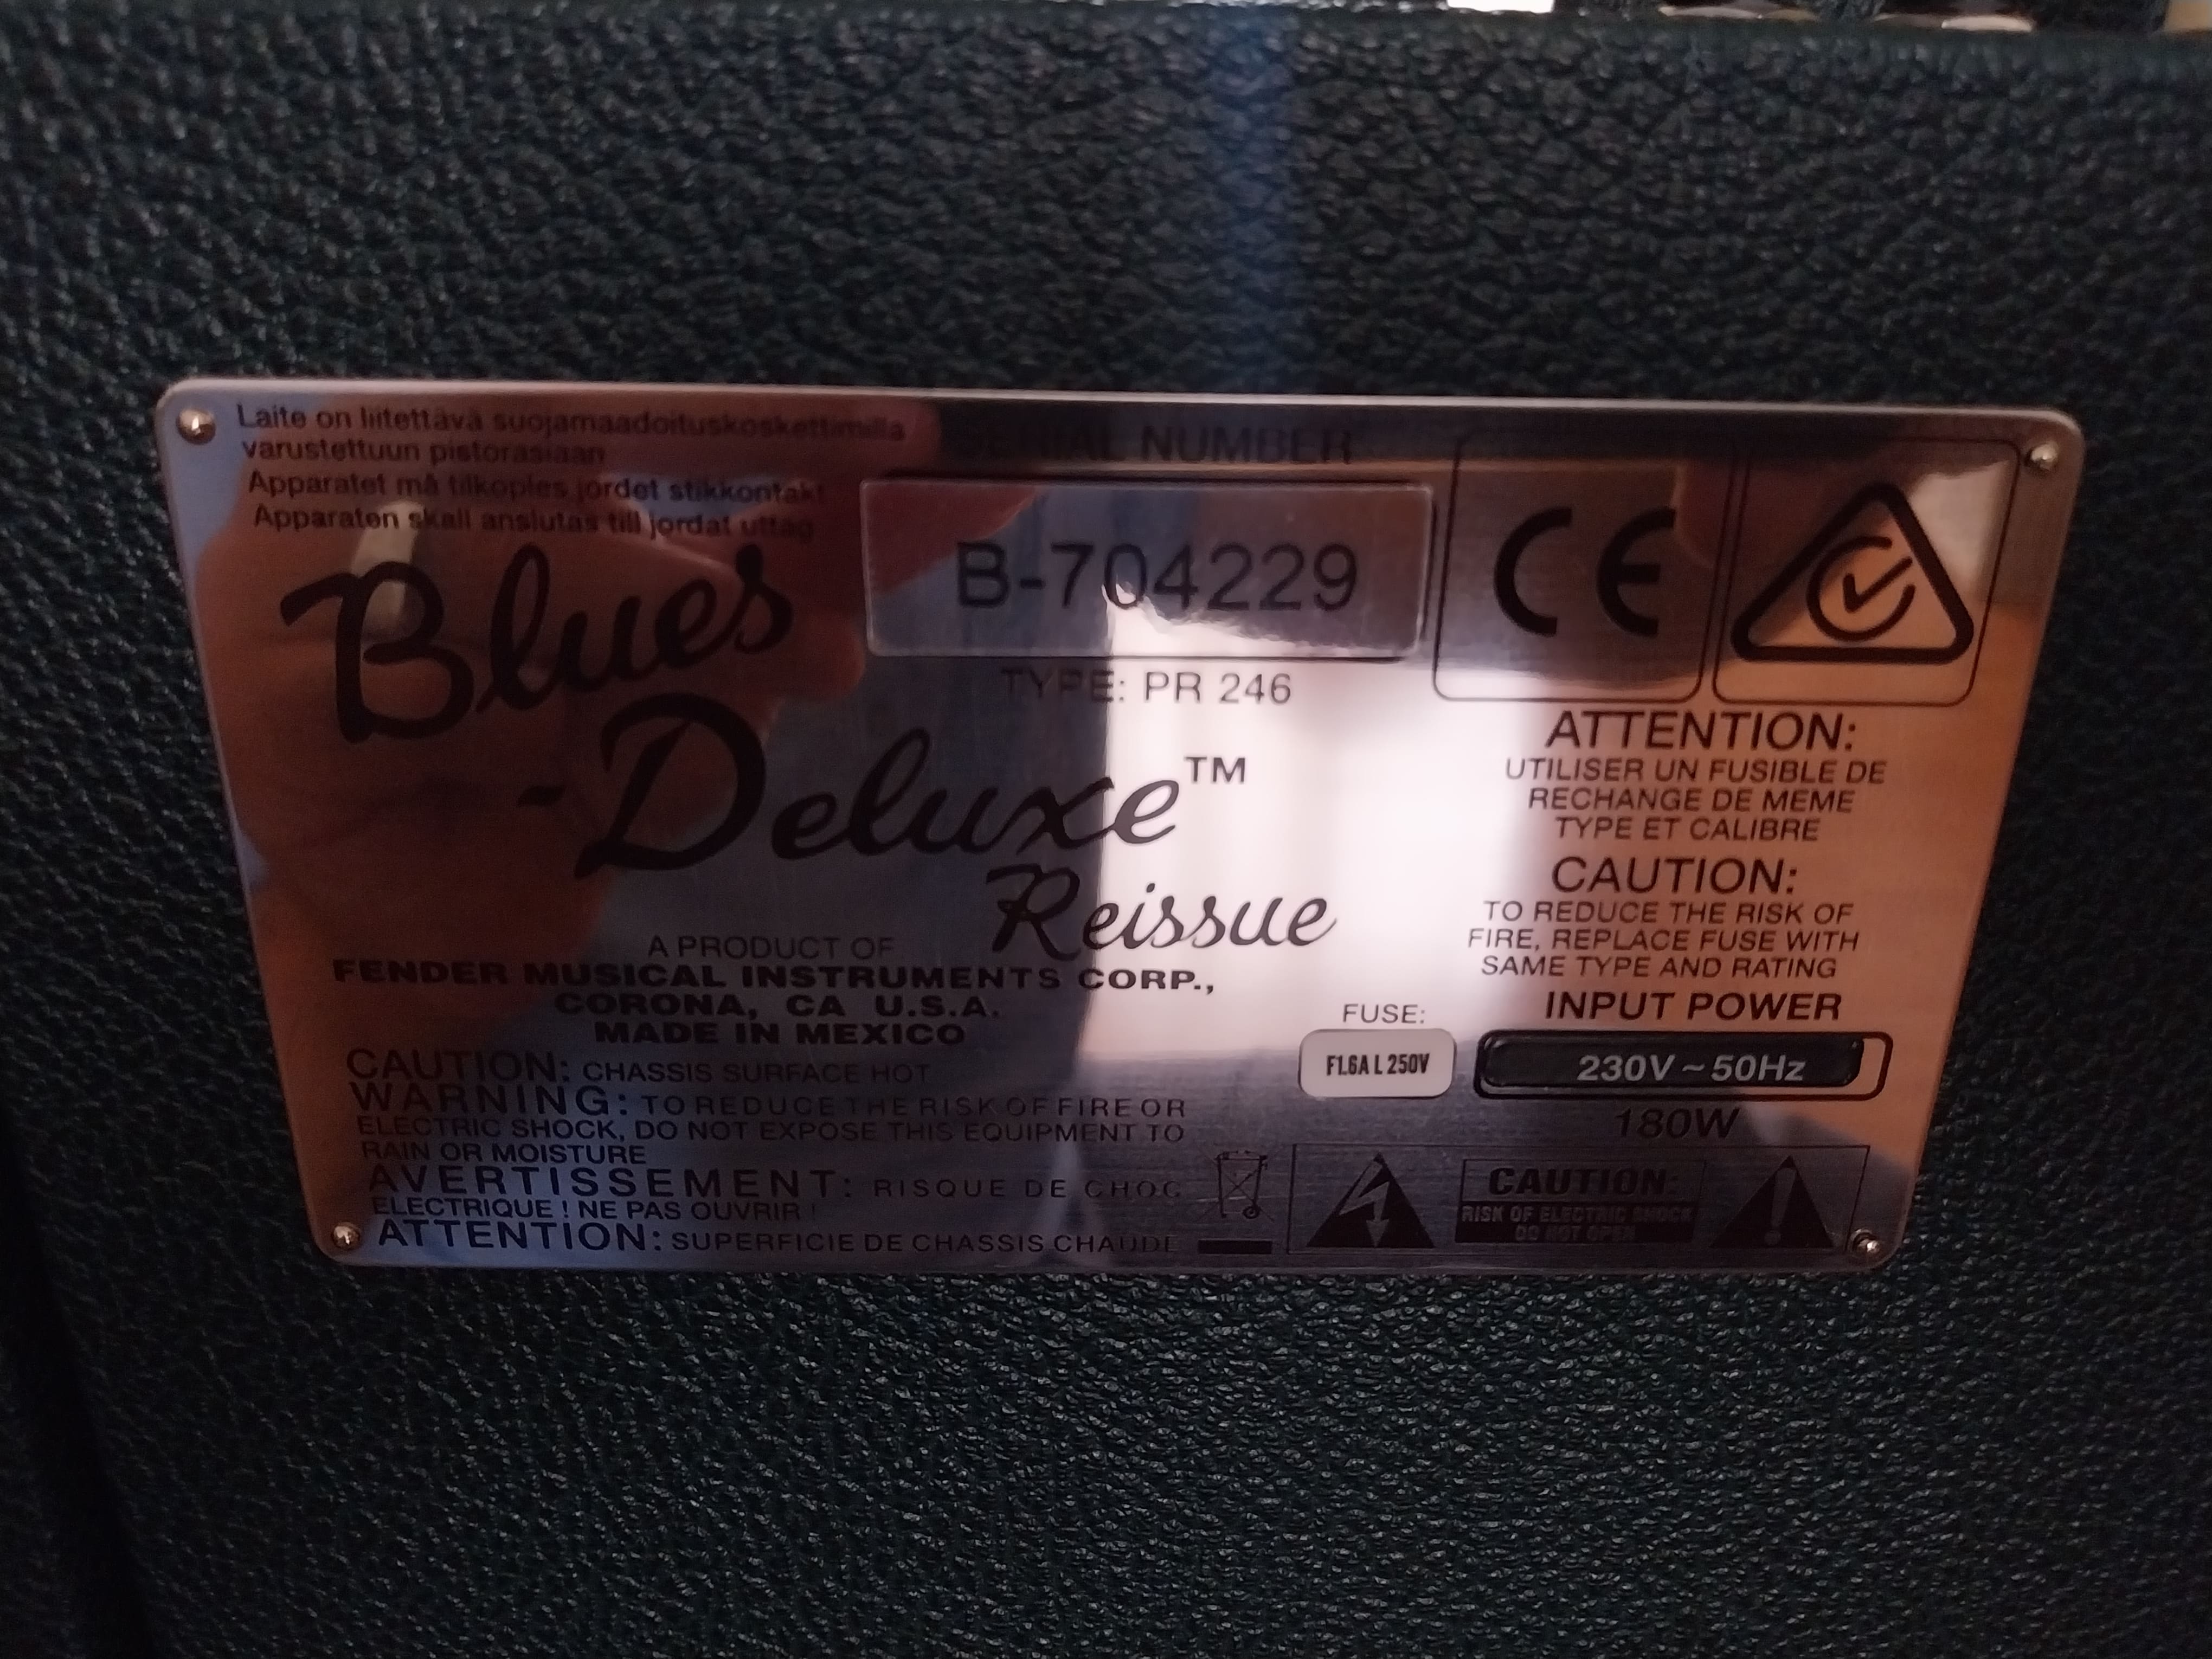 Laite on liitettävä suojamaadoituskoskettimilla
varustettuun pistorasiaan
Apparatet må tilkoples jordet stikkontakt
Apparaten skall anslutas till jordat uttag
SERIAL NUMBER
B-704229
TYPE: PR 246
CE
Blues
Deluxe™
Reissue
A PRODUCT OF
FENDER MUSICAL INSTRUMENTS CORP.,
CORONA, CA U.S.A.
MADE IN MEXICO
CAUTION: CHASSIS SURFACE HOT
WARNING: TO REDUCE THE RISK OF FIRE OR
ELECTRIC SHOCK, DO NOT EXPOSE THIS EQUIPMENT TO
RAIN OR MOISTURE
AVERTISSEMENT: RISQUE DE CHOC
ELECTRIQUE ! NE PAS OUVRIR !
ATTENTION: SUPERFICIE DE CHASSIS CHAUDE
ATTENTION:
UTILISER UN FUSIBLE DE
RECHANGE DE MEME
TYPE ET CALIBRE
CAUTION:
TO REDUCE THE RISK OF
FIRE, REPLACE FUSE WITH
SAME TYPE AND RATING
FUSE:
F1.6A L 250V
INPUT POWER
230V~50Hz
180W
CAUTION:
RISK OF ELECTRIC SHOCK
DO NOT OPEN